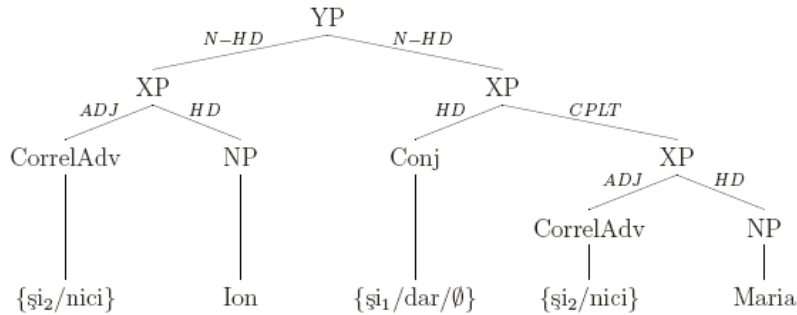 YP
N–HD N–HD
XP XP
ADJ HD HD CPLT
CorrelAdv NP Conj XP
ADJ HD
CorrelAdv NP
{şi₂/nici} Ion {şi₁/dar/∅} {şi₂/nici} Maria